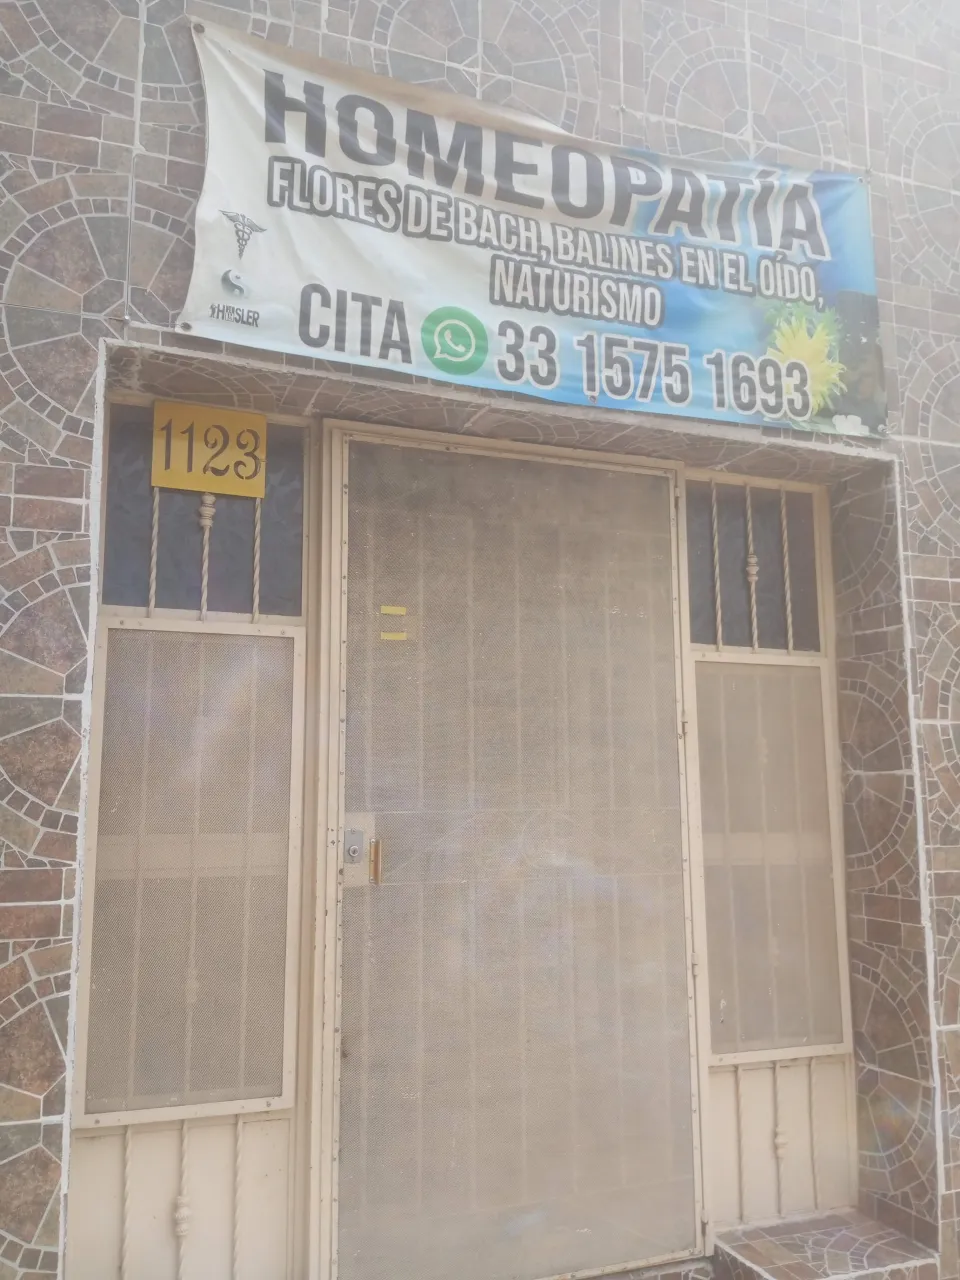 HOMEOPATÍA
FLORES DE BACH, BALINES EN EL OÍDO,
NATURISMO
CITA 33 1575 1693
1123